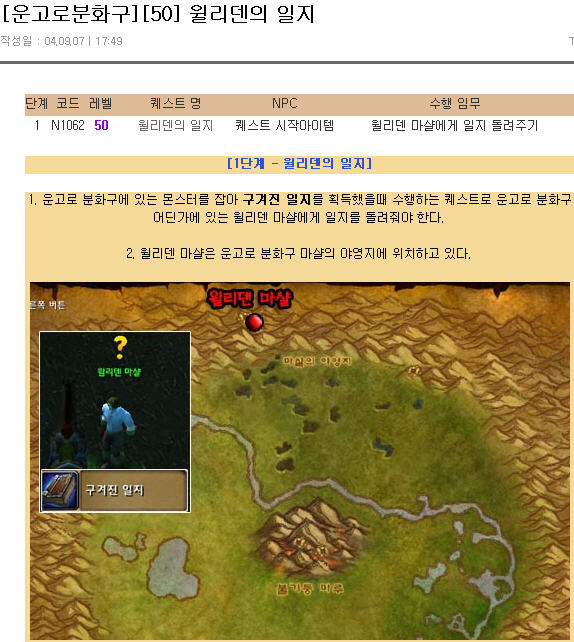 [운고로분화구][50] 윌리덴의 일지
작성일 : 04.09.07 | 17:49
단계 코드 레벨 퀘스트 명 NPC 수행 임무
1 N1062 50 윌리덴의 일지 퀘스트 시작아이템 윌리덴 마샬에게 일지 돌려주기
[1단계 - 윌리덴의 일지]
1. 운고로 분화구에 있는 몬스터를 잡아 구겨진 일지를 획득했을때 수행하는 퀘스트로 운고로 분화구
어딘가에 있는 윌리덴 마샬에게 일지를 돌려줘야 한다.
2. 윌리덴 마샬은 운고로 분화구 마샬의 야영지에 위치하고 있다.
윌리덴 마샬
른쪽 버튼
마샬의 야영지
윌리덴 마샬
구겨진 일지
불기둥 마루